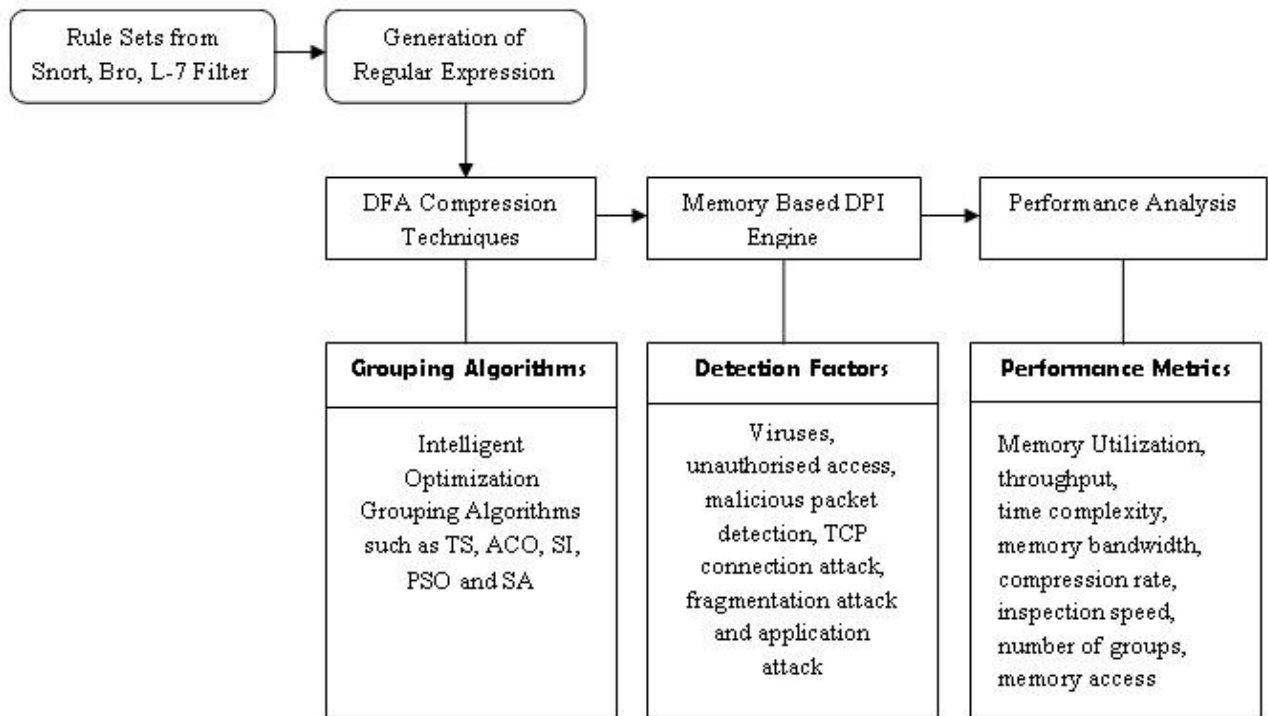 Rule Sets from
Snort, Bro, L-7 Filter
Generation of
Regular Expression
DFA Compression
Techniques
Memory Based DPI
Engine
Performance Analysis
Grouping Algorithms
Intelligent
Optimization
Grouping Algorithms
such as TS, ACO, SI,
PSO and SA
Detection Factors
Viruses,
unauthorised access,
malicious packet
detection, TCP
connection attack,
fragmentation attack
and application
attack
Performance Metrics
Memory Utilization,
throughput,
time complexity,
memory bandwidth,
compression rate,
inspection speed,
number of groups,
memory access